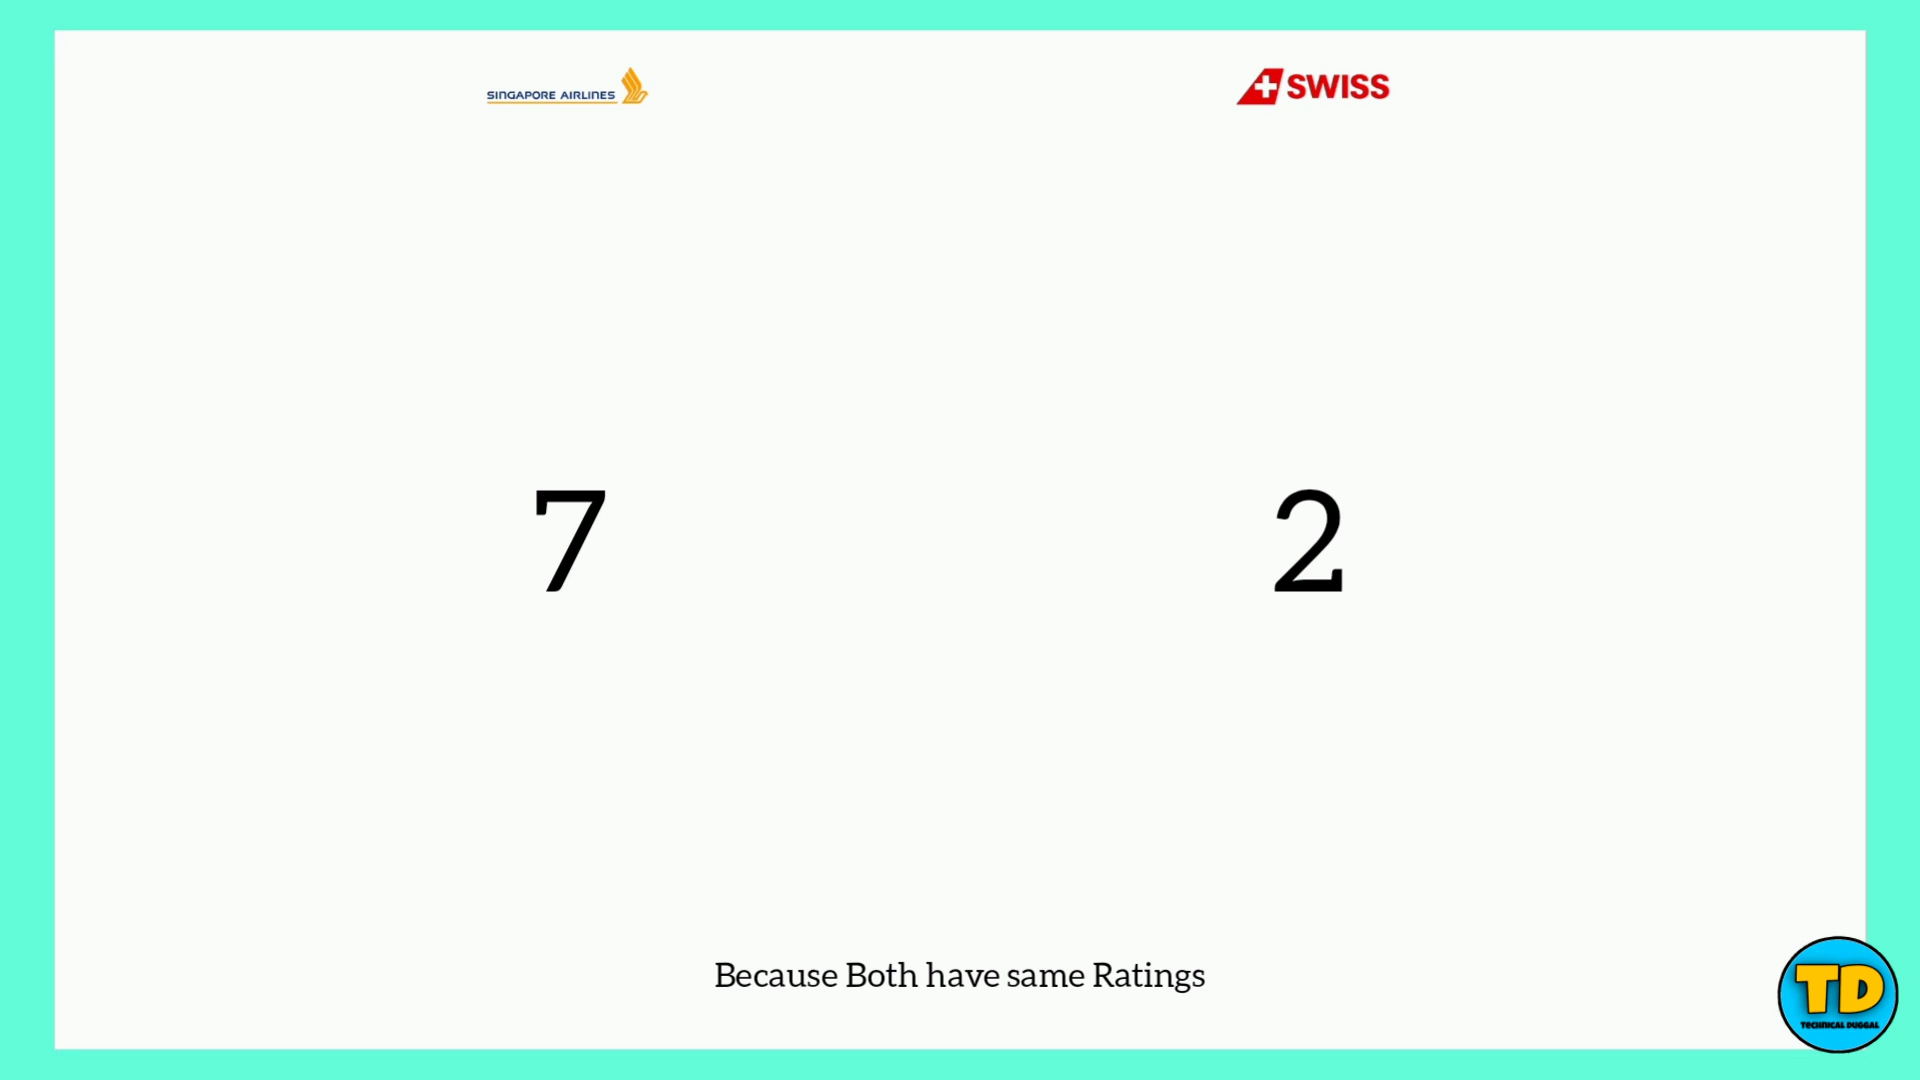 SINGAPORE AIRLINES
SWISS
7
2
Because Both have same Ratings
TD
TECHNICAL DUGGAL